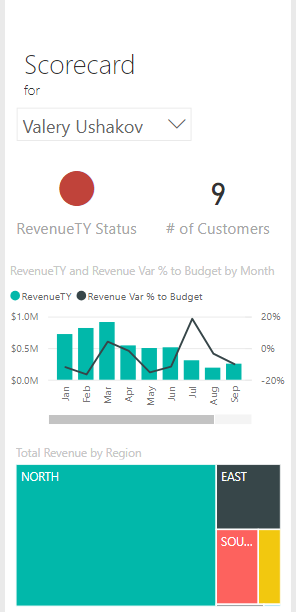 Scorecard
for
Valery Ushakov
9
RevenueTY Status
# of Customers
RevenueTY and Revenue Var % to Budget by Month
RevenueTY Revenue Var % to Budget
$1.0M
$0.5M
$0.0M
20%
0%
-20%
Jan
Feb
Mar
Apr
May
Jun
Jul
Aug
Sep
Total Revenue by Region
NORTH
EAST
SOU...